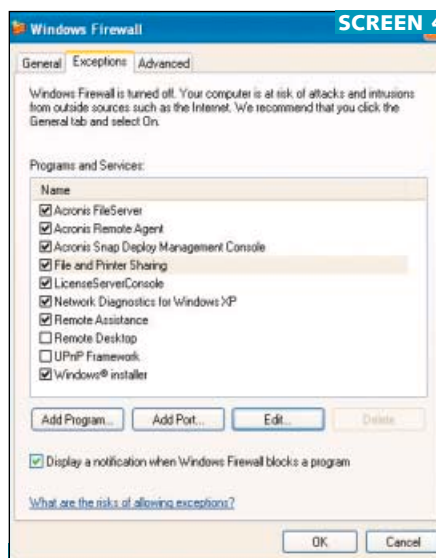 SCREEN 4
Windows Firewall
General Exceptions Advanced
Windows Firewall is turned off. Your computer is at risk of attacks and intrusions
from outside sources such as the Internet. We recommend that you click the
General tab and select On.
Programs and Services:
Name
Acronis FileServer
Acronis Remote Agent
Acronis Snap Deploy Management Console
File and Printer Sharing
LicenseServerConsole
Network Diagnostics for Windows XP
Remote Assistance
Remote Desktop
UPnP Framework
Windows® installer
Add Program... Add Port... Edit... Delete
Display a notification when Windows Firewall blocks a program
What are the risks of allowing exceptions?
OK Cancel